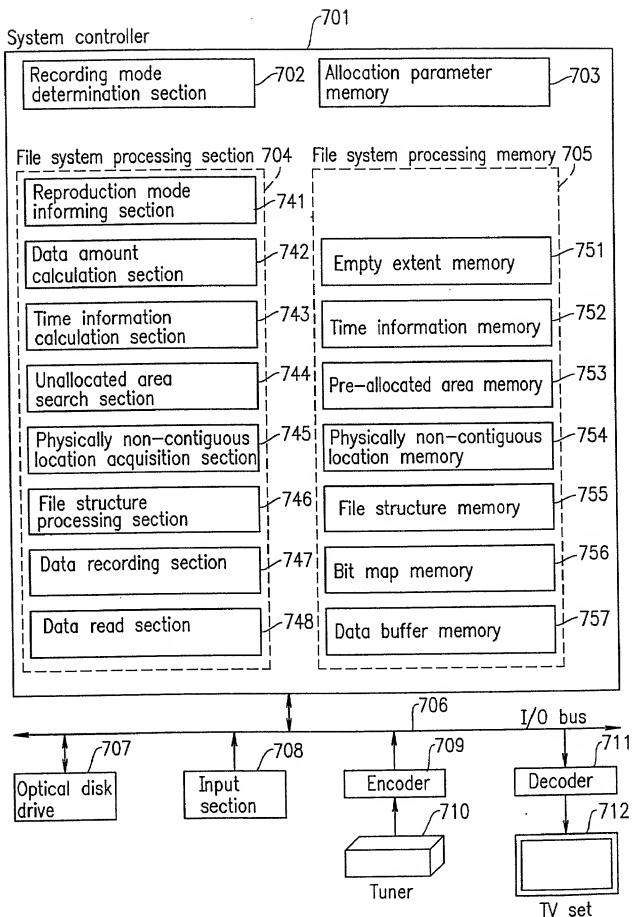 701
System controller
Recording mode
determination section
702
Allocation parameter
memory
703
File system processing section 704
File system processing memory 705
Reproduction mode
informing section
741
Data amount
calculation section
742
Empty extent memory
751
Time information
calculation section
743
Time information memory
752
Unallocated area
search section
744
Pre-allocated area memory
753
Physically non-contiguous
location acquisition section
745
Physically non-contiguous
location memory
754
File structure
processing section
746
File structure memory
755
Data recording section
747
Bit map memory
756
Data read section
748
Data buffer memory
757
706
I/O bus
707
708
709
711
Optical disk
drive
Input
section
Encoder
Decoder
710
712
Tuner
TV set